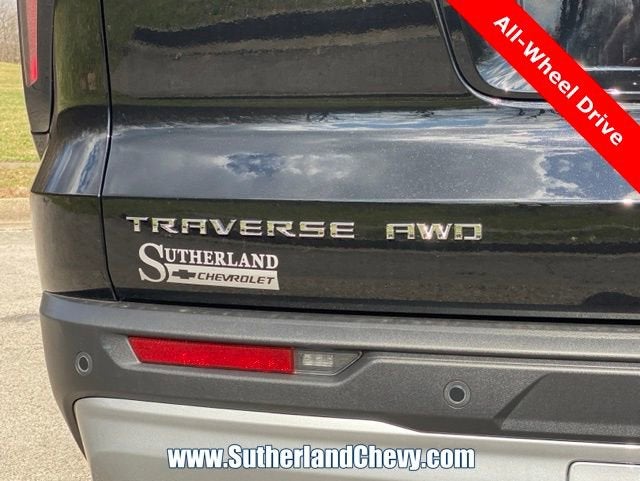 All-Wheel Drive
TRAVERSE AWD
SUTHERLAND
CHEVROLET
www.SutherlandChevy.com